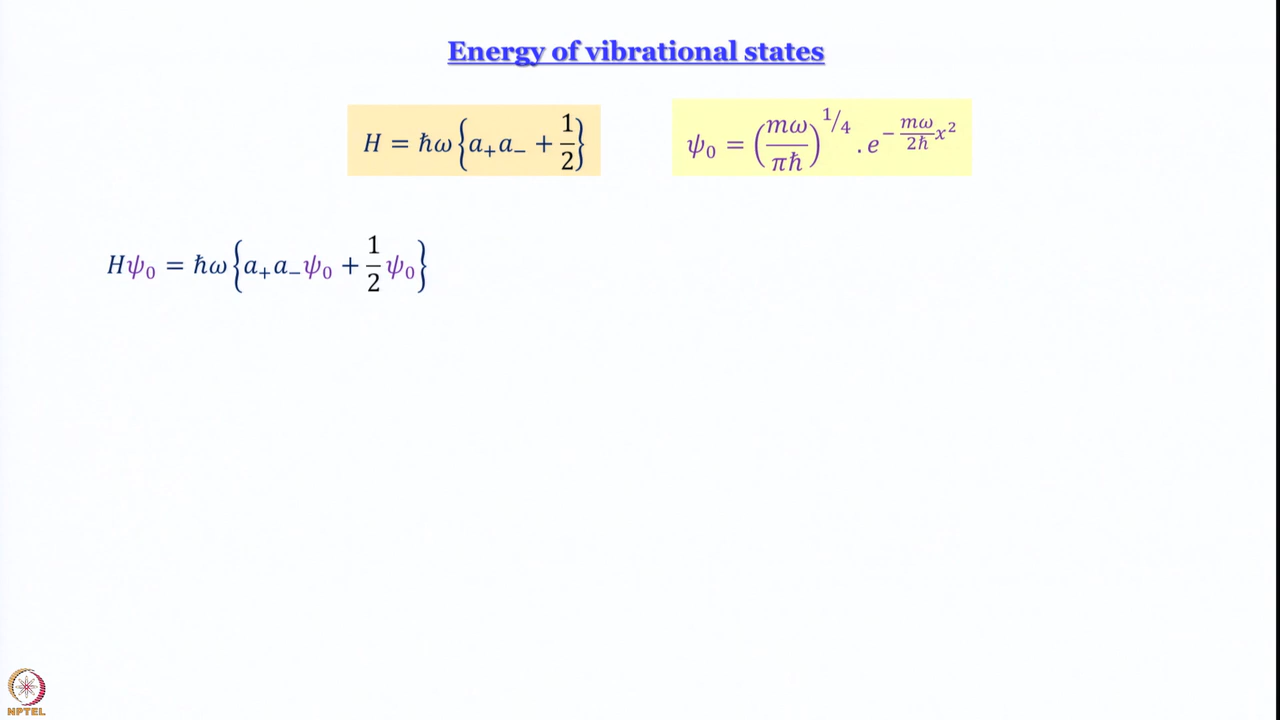 Energy of vibrational states
H = ħω{a₊a₋ + 1/2}
ψ₀ = (mω/πħ)^1/4 . e^−(mω/2ħ)x²
Hψ₀ = ħω{a₊a₋ψ₀ + 1/2 ψ₀}
NPTEL